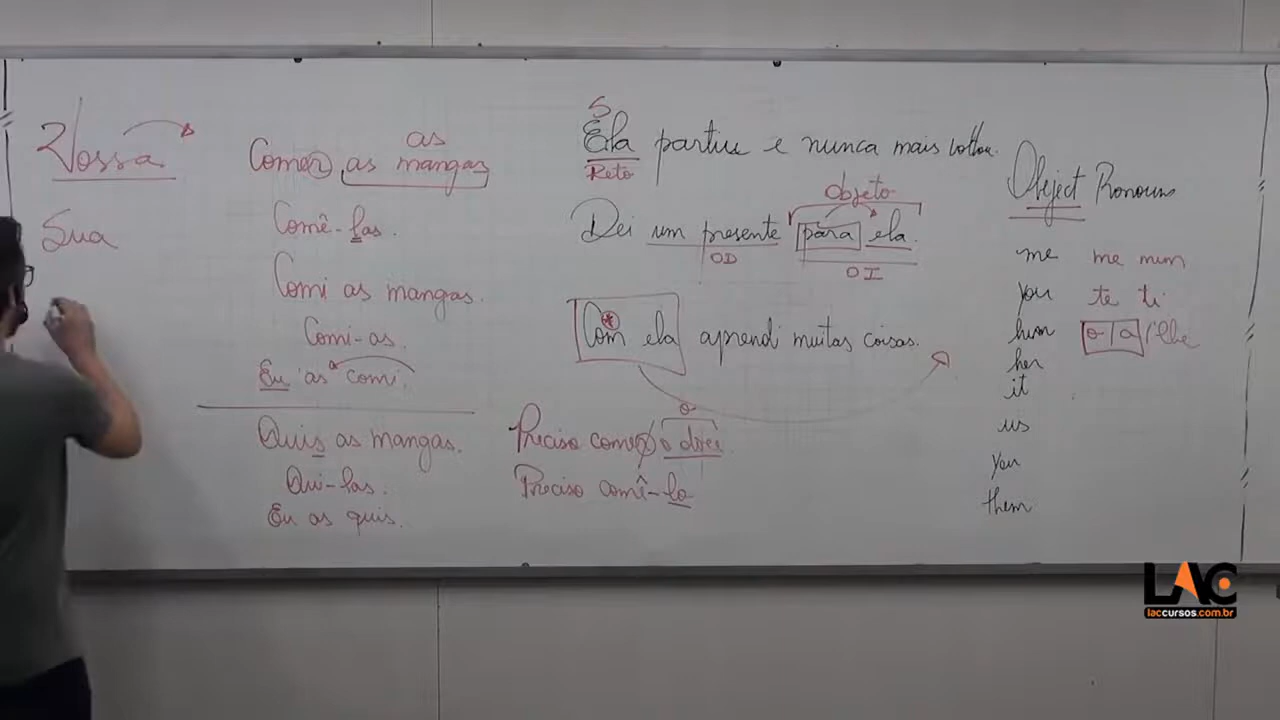 Vossa
Sua
as
Comer as mangas
Comê-las.
Comi as mangas.
Comi-as.
Eu as comi.
Quis as mangas.
Qui-las.
Eu as quis.
S
Ela partiu e nunca mais voltou.
Reto
objeto
Dei um presente para ela.
OD
OI
Com ela aprendi muitas coisas.
o
Preciso comer o doce
Preciso comê-lo
Object Pronouns
me me mim
you te ti
him o/a/lhe
her
it
us
you
them
LAC
laccursos.com.br